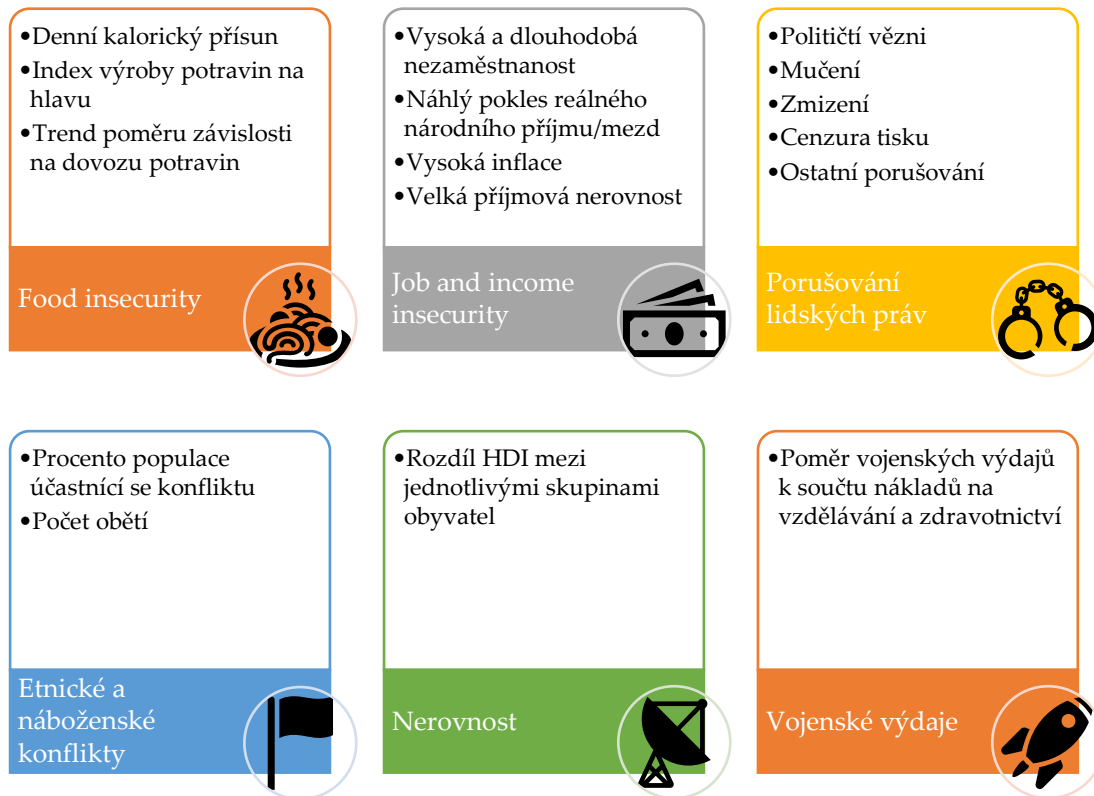 •Denní kalorický přísun
•Index výroby potravin na
hlavu
•Trend poměru závislosti
na dovozu potravin
Food insecurity
•Vysoká a dlouhodobá
nezaměstnanost
•Náhlý pokles reálného
národního příjmu/mezd
•Vysoká inflace
•Velká příjmová nerovnost
Job and income
insecurity
•Političtí vězni
•Mučení
•Zmizení
•Cenzura tisku
•Ostatní porušování
Porušování
lidských práv
•Procento populace
účastnící se konfliktu
•Počet obětí
Etnické a
náboženské
konflikty
•Rozdíl HDI mezi
jednotlivými skupinami
obyvatel
Nerovnost
•Poměr vojenských výdajů
k součtu nákladů na
vzdělávání a zdravotnictví
Vojenské výdaje